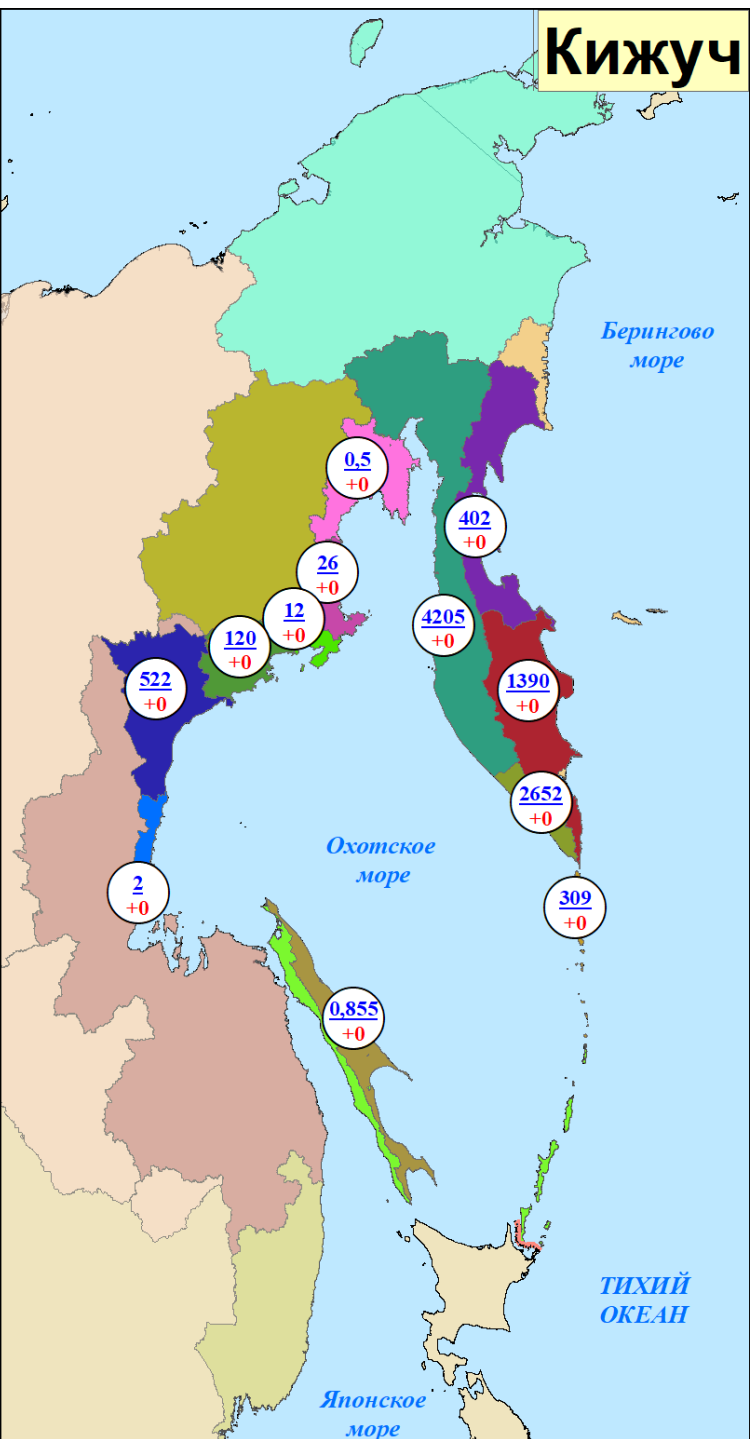 Кижуч
Берингово
море
0,5
+0
402
+0
26
+0
12
+0
4205
+0
120
+0
522
+0
1390
+0
2652
+0
Охотское
море
2
+0
309
+0
0,855
+0
ТИХИЙ
ОКЕАН
Японское
море